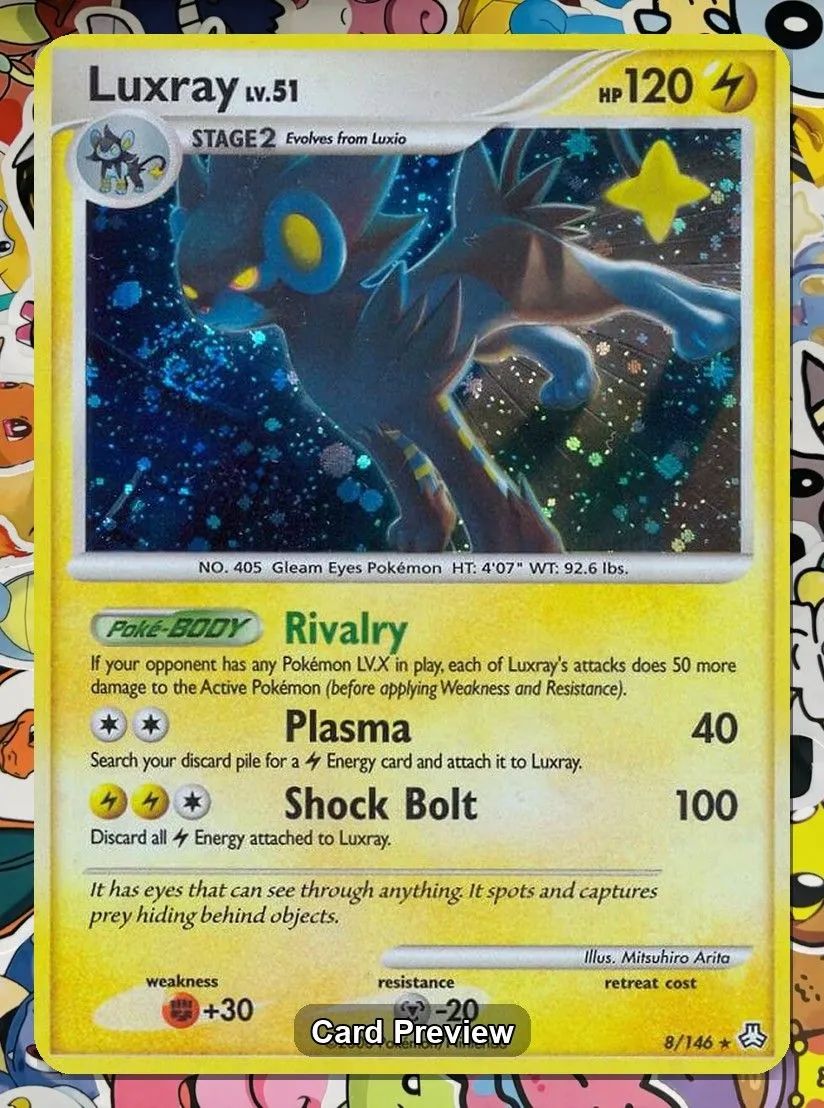 Luxray LV.51
HP 120
STAGE2 Evolves from Luxio
NO. 405 Gleam Eyes Pokémon HT: 4'07" WT: 92.6 lbs.
Poké-BODY Rivalry
If your opponent has any Pokémon LV.X in play, each of Luxray's attacks does 50 more
damage to the Active Pokémon (before applying Weakness and Resistance).
Plasma 40
Search your discard pile for a Energy card and attach it to Luxray.
Shock Bolt 100
Discard all Energy attached to Luxray.
It has eyes that can see through anything. It spots and captures
prey hiding behind objects.
Illus. Mitsuhiro Arita
weakness resistance retreat cost
+30 -20
Card Preview
8/146